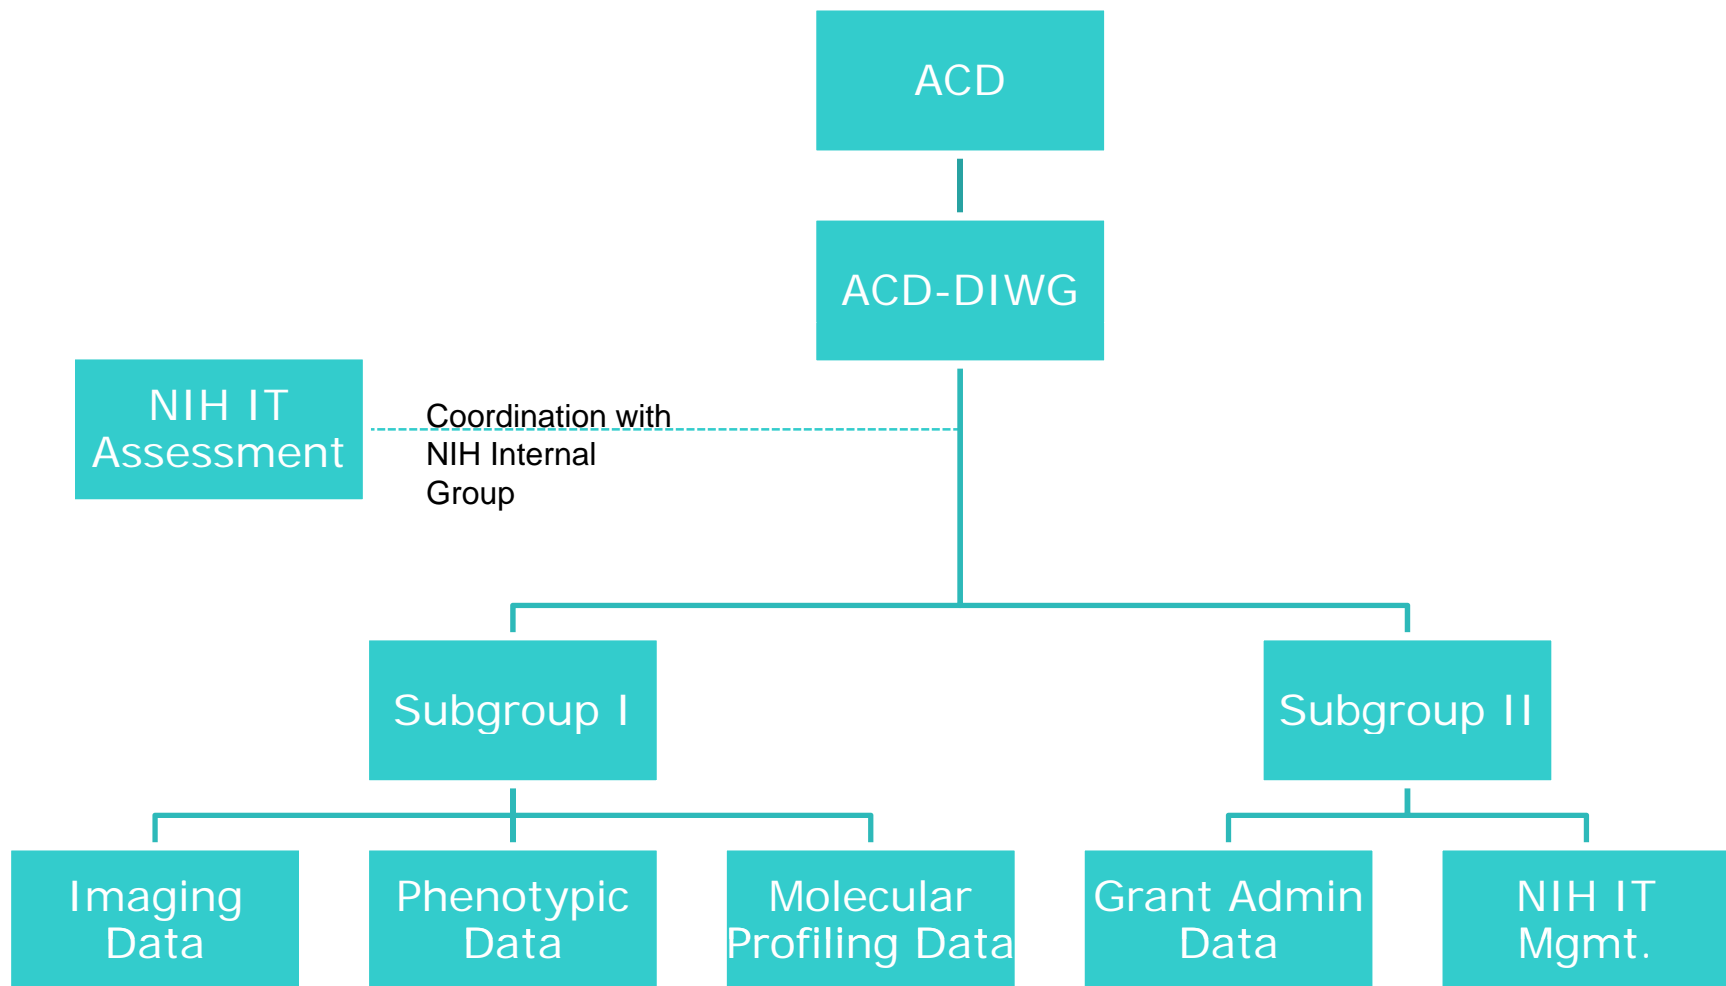 ACD
ACD-DIWG
NIH IT
Assessment
Coordination with
NIH Internal
Group
Subgroup I
Subgroup II
Imaging
Data
Phenotypic
Data
Molecular
Profiling Data
Grant Admin
Data
NIH IT
Mgmt.